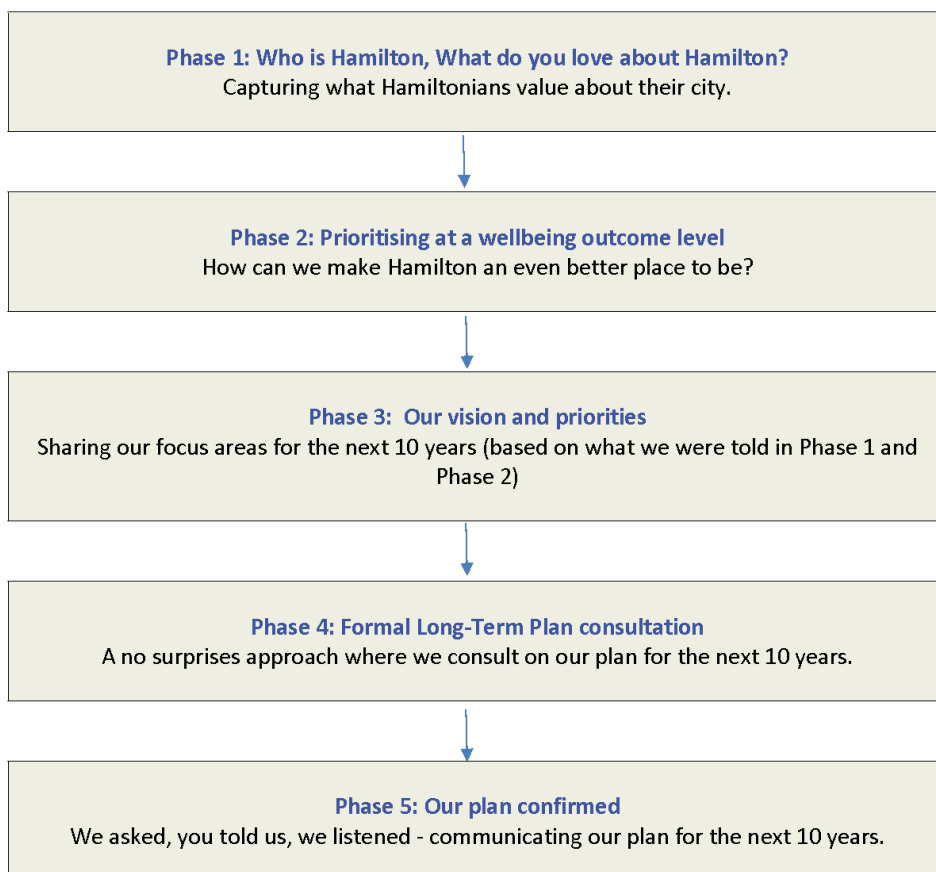 Phase 1: Who is Hamilton, What do you love about Hamilton?
Capturing what Hamiltonians value about their city.
Phase 2: Prioritising at a wellbeing outcome level
How can we make Hamilton an even better place to be?
Phase 3:  Our vision and priorities
Sharing our focus areas for the next 10 years (based on what we were told in Phase 1 and
Phase 2)
Phase 4: Formal Long-Term Plan consultation
A no surprises approach where we consult on our plan for the next 10 years.
Phase 5: Our plan confirmed
We asked, you told us, we listened - communicating our plan for the next 10 years.